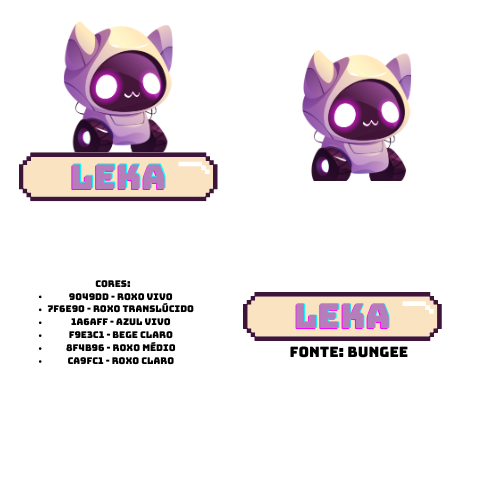 LEKA
CORES:
• 9049DD - ROXO VIVO
• 7F6E90 - ROXO TRANSLÚCIDO
• 1A6AFF - AZUL VIVO
• F9E3C1 - BEGE CLARO
• 8F4B96 - ROXO MÉDIO
• CA9FC1 - ROXO CLARO
LEKA
FONTE: BUNGEE